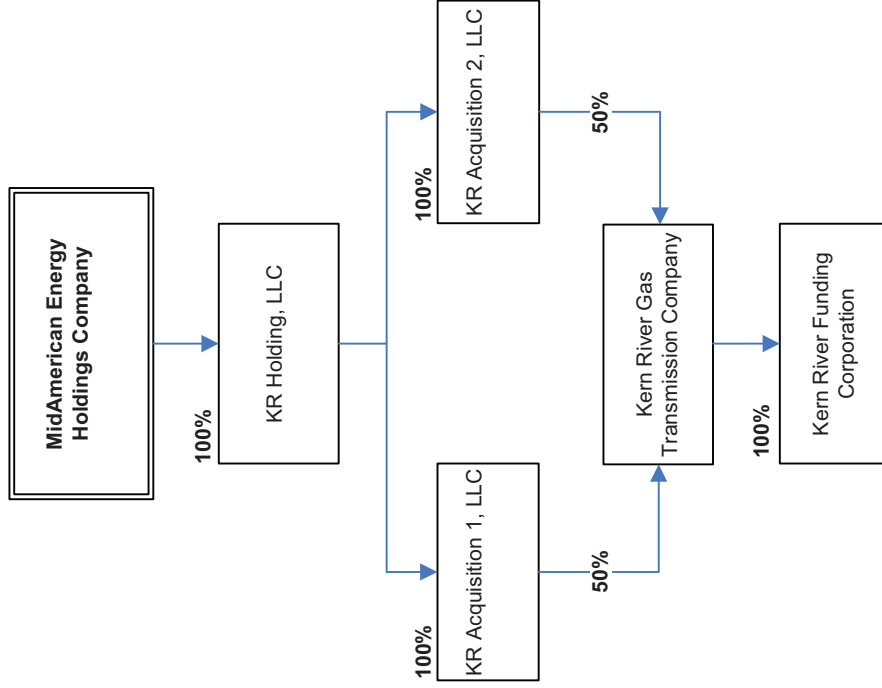 MidAmerican Energy
Holdings Company
100%
KR Holding, LLC
100%
KR Acquisition 1, LLC
100%
KR Acquisition 2, LLC
50%
50%
Kern River Gas
Transmission Company
100%
Kern River Funding
Corporation